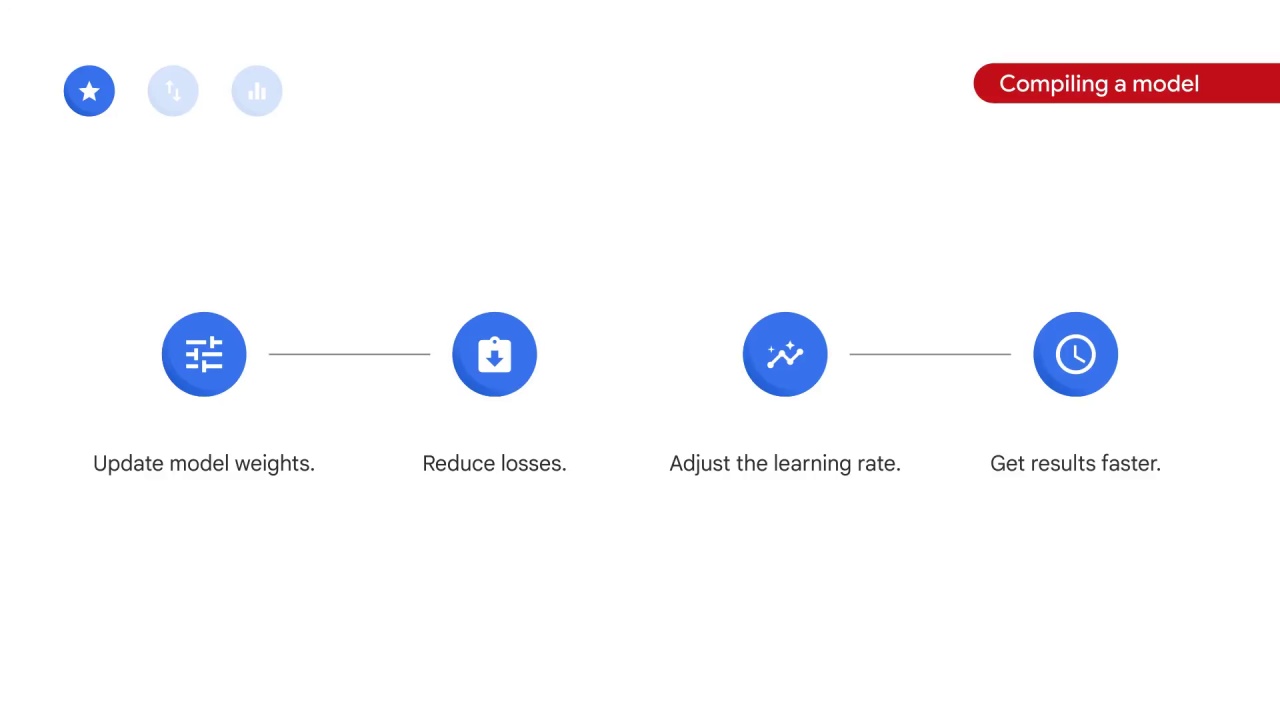 Compiling a model
Update model weights.
Reduce losses.
Adjust the learning rate.
Get results faster.